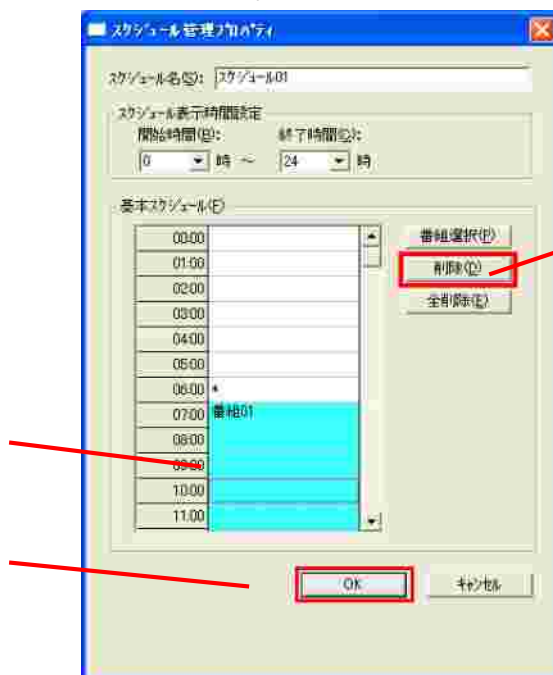 スケジュール管理プロパティ
スケジュール名(S): スケジュール01
スケジュール表示時間設定
開始時間(B): 終了時間(C):
0 時 ～ 24 時
基本スケジュール(F)
番組選択(P)
削除(D)
全削除(E)
00:00
01:00
02:00
03:00
04:00
05:00
06:00 *
07:00 番組01
08:00
09:00
10:00
11:00
OK キャンセル